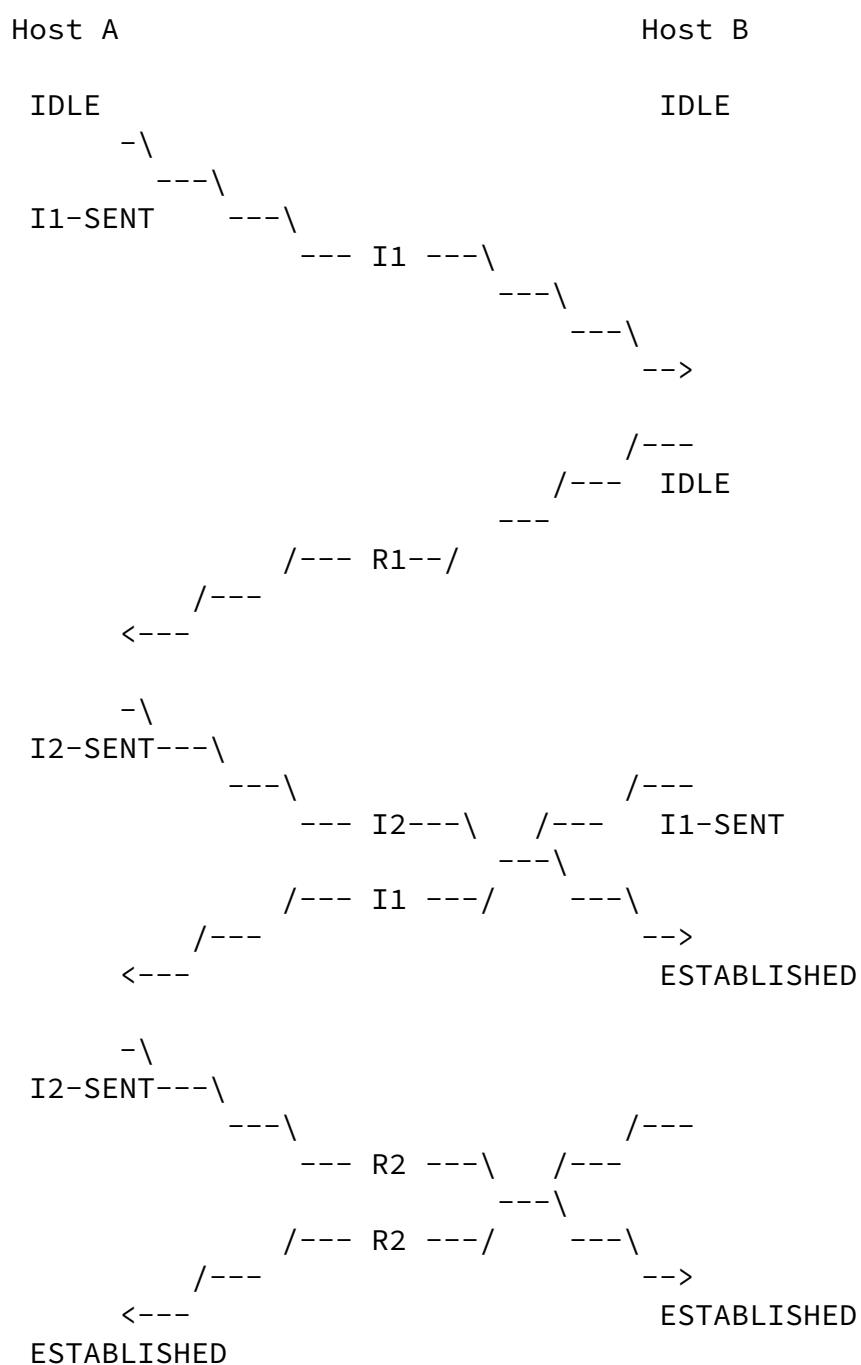 Host A                                 Host B

 IDLE                                   IDLE
      -\
        ---\
 I1-SENT    ---\
                --- I1 ---\
                           ---\
                               ---\
                                   -->

                                  /---
                              /---  IDLE
                           ---
               /--- R1--/
          /---
      <---

      -\
 I2-SENT---\
            ---\                  /---
                --- I2---\   /---   I1-SENT
                           ---\
               /--- I1 ---/    ---\
          /---                     -->
      <---                          ESTABLISHED

      -\
 I2-SENT---\
            ---\                  /---
                --- R2 ---\   /---
                           ---\
               /--- R2 ---/    ---\
          /---                     -->
      <---                          ESTABLISHED
 ESTABLISHED